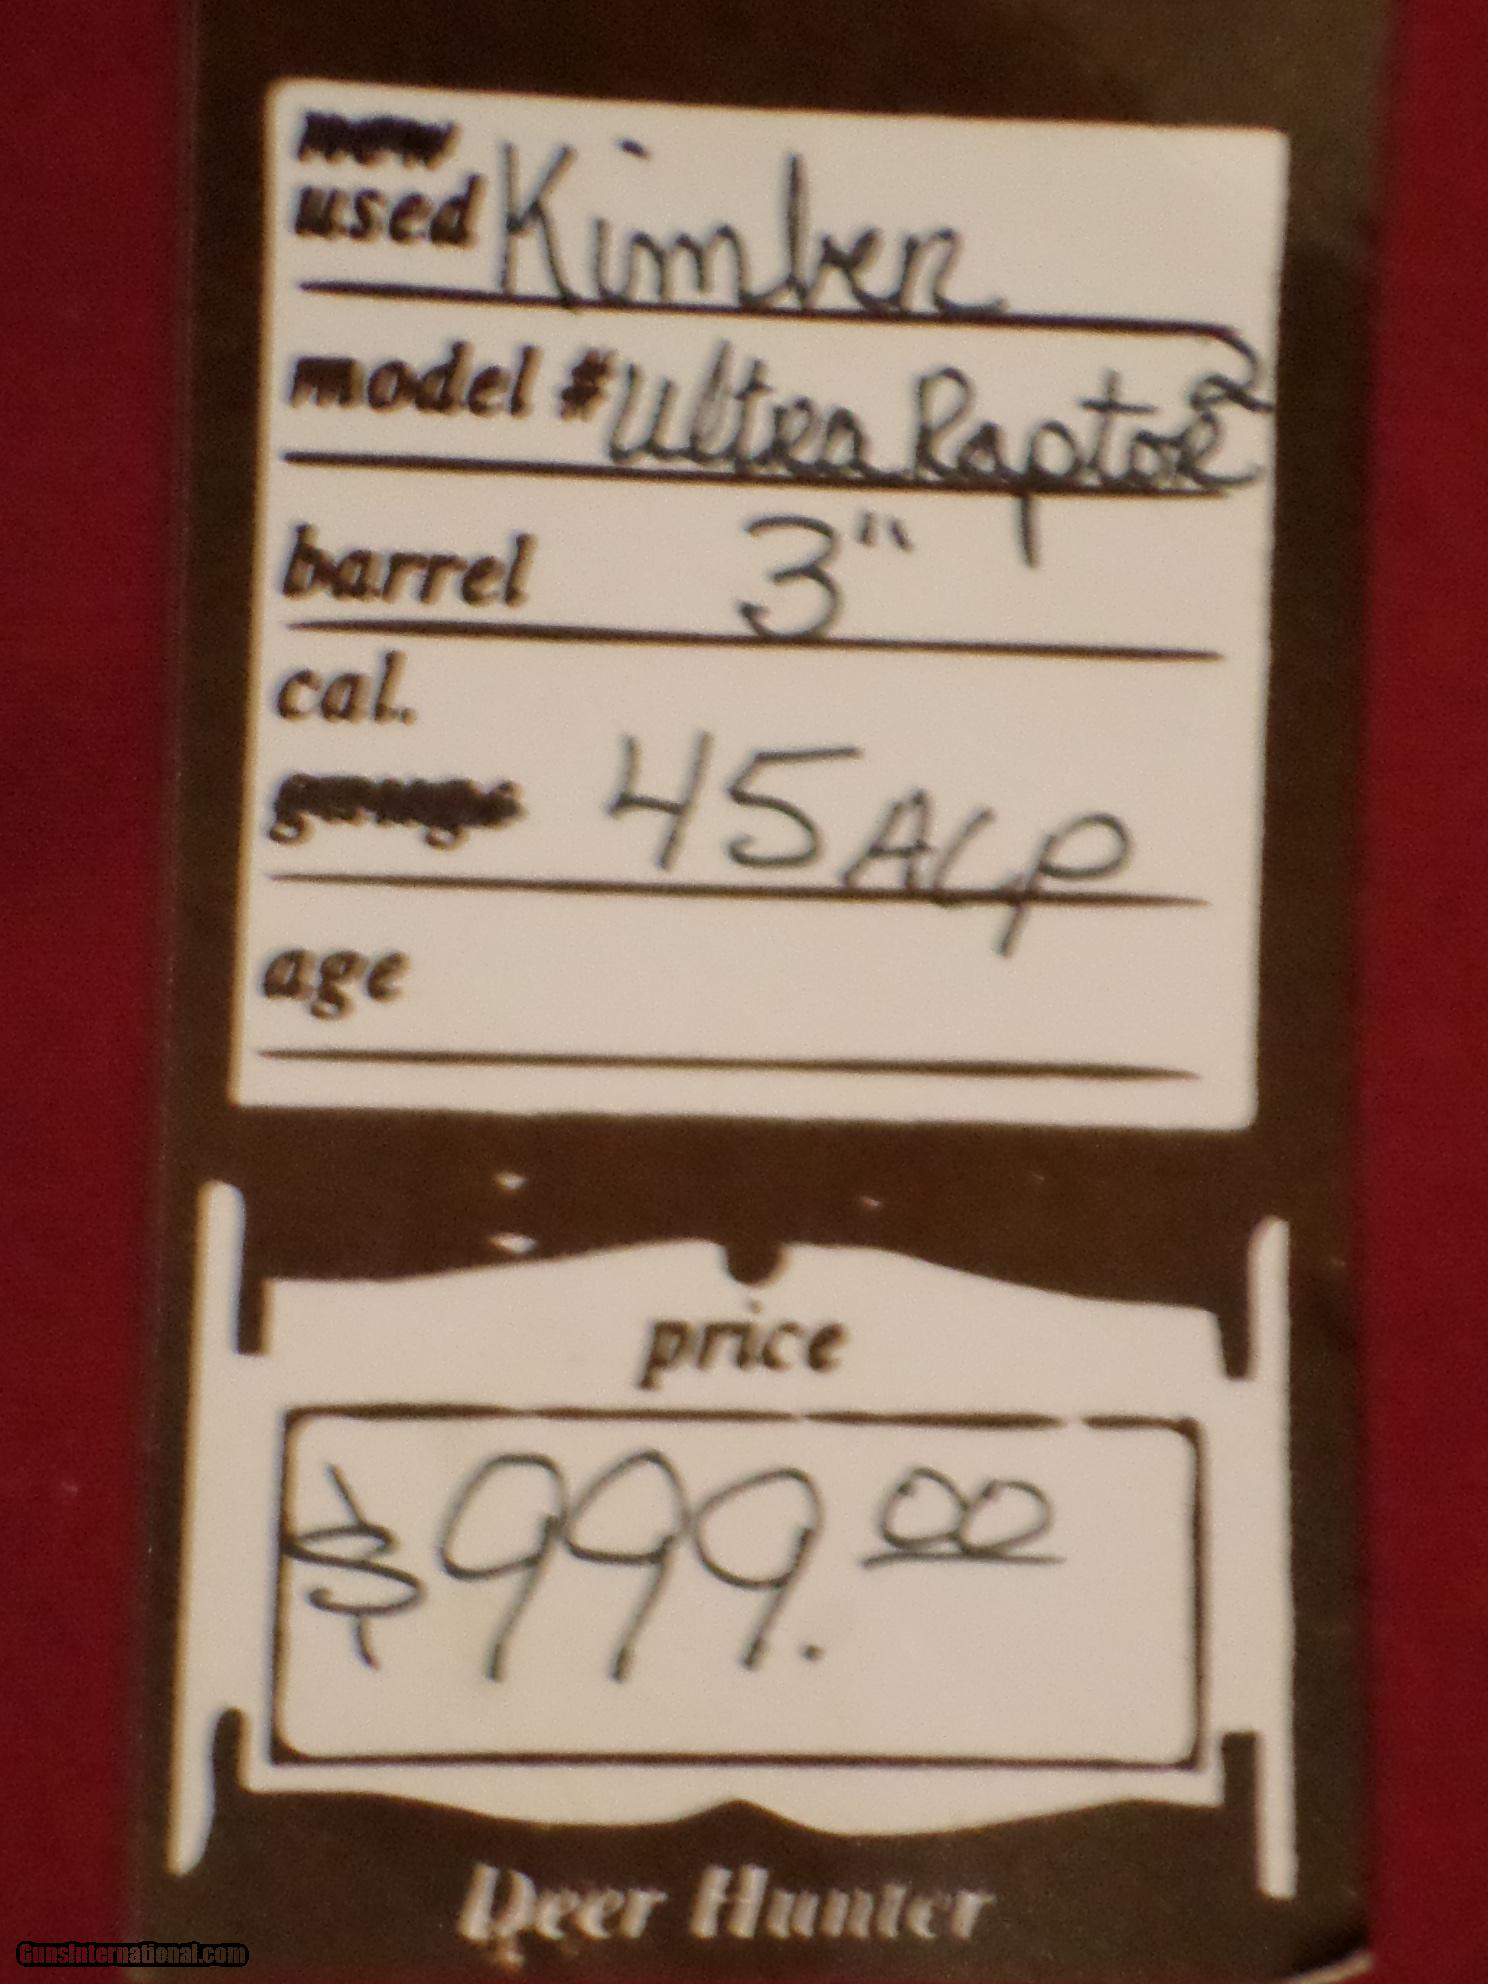 new
used Kimber
model # Ultra Raptor 2
barrel 3"
cal.
gauge 45 ACP
age
price
$999.00
Deer Hunter
GunsInternational.com